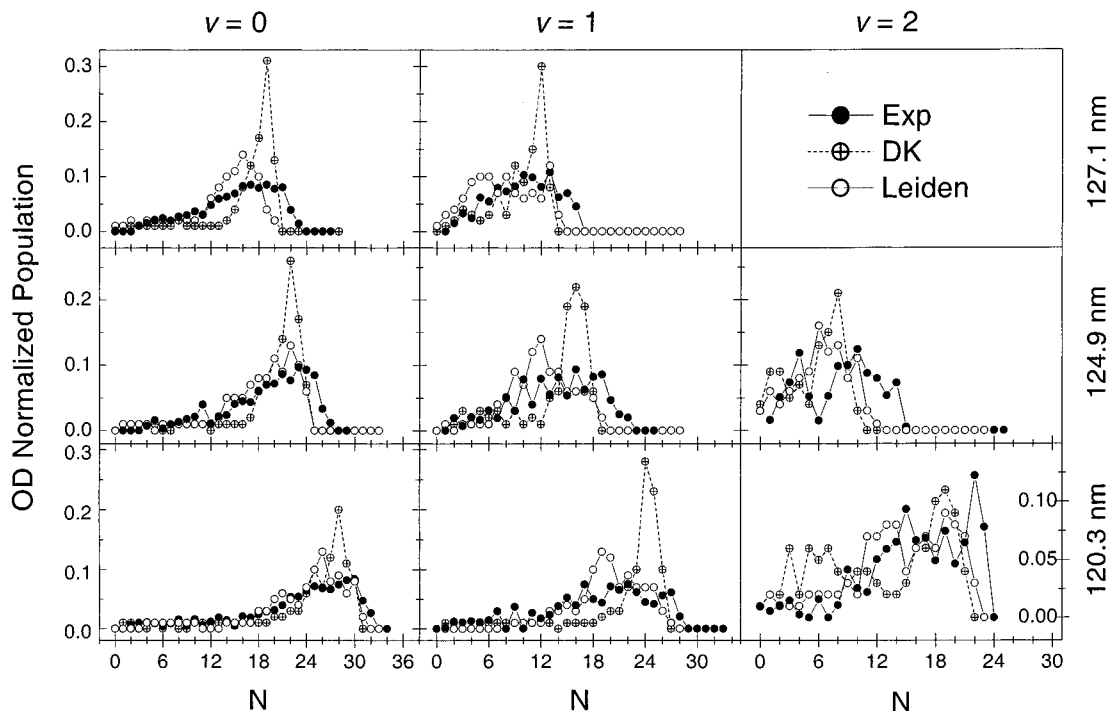 v = 0 v = 1 v = 2
OD Normalized Population
0.3
0.2
0.1
0.0
127.1 nm
Exp
DK
Leiden
0.2
0.1
0.0
124.9 nm
0.3
0.2
0.1
0.0
0.10
0.05
0.00
120.3 nm
0 6 12 18 24 30 36
0 6 12 18 24 30
0 6 12 18 24 30
N N N